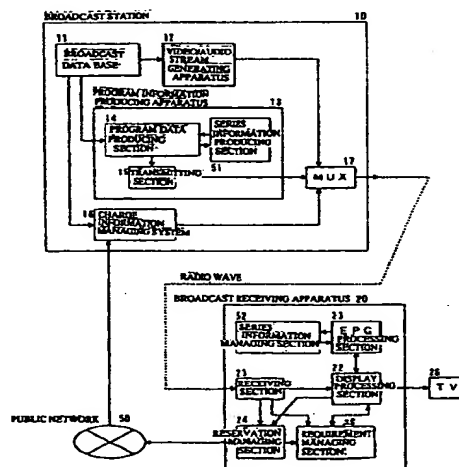 BROADCAST STATION
10
11
BROADCAST
DATA BASE
12
VIDEO/AUDIO
STREAM
GENERATING
APPARATUS
PROGRAM INFORMATION
PRODUCING APPARATUS
13
14
PROGRAM DATA
PRODUCING
SECTION
SERIES
INFORMATION
PRODUCING
SECTION
51
15
TRANSMITTING
SECTION
17
MUX
16
CHARGE
INFORMATION
MANAGING SYSTEM
RADIO WAVE
BROADCAST RECEIVING APPARATUS 20
52
SERIES
INFORMATION
MANAGING SECTION
23
EPG
PROCESSING
SECTION
21
RECEIVING
SECTION
22
DISPLAY
PROCESSING
SECTION
26
TV
PUBLIC NETWORK
50
24
RESERVATION
MANAGING
SECTION
25
REQUIREMENT
MANAGING
SECTION